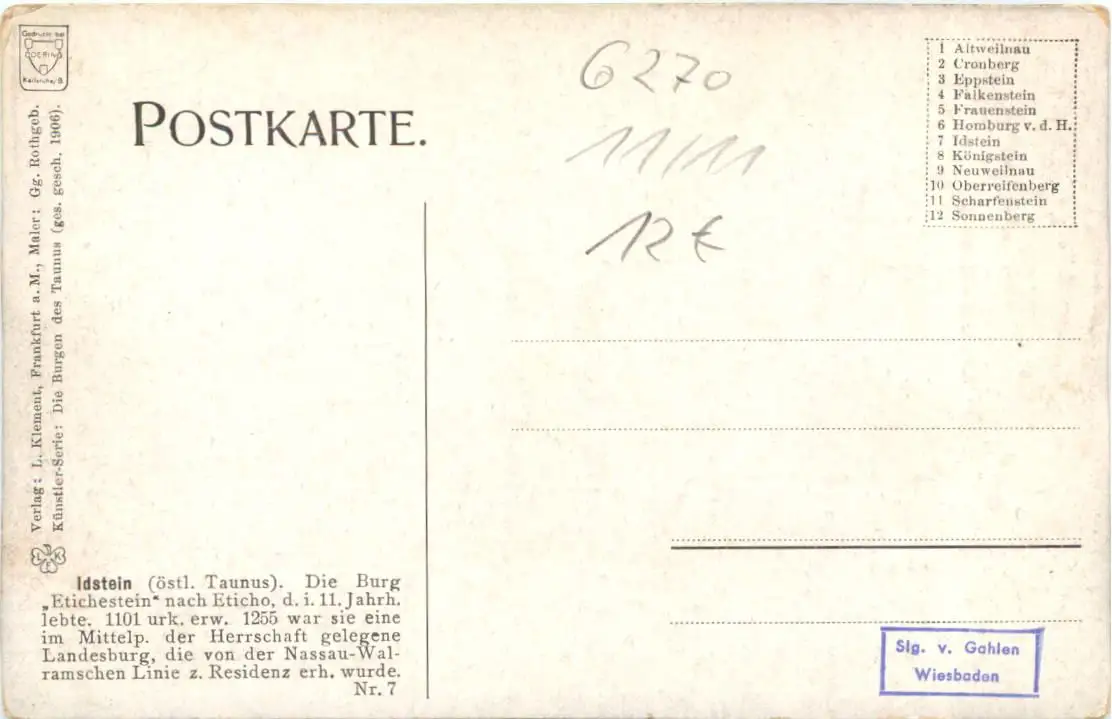 Gedruckt bei
DOERING
Karlsruhe/B.
Verlag: L. Klement, Frankfurt a. M., Maler: Gg. Rothgeb.
Künstler-Serie: Die Burgen des Taunus (ges. gesch. 1906).
POSTKARTE.
6270
11/11
12 €
1 Altweilnau
2 Cronberg
3 Eppstein
4 Falkenstein
5 Frauenstein
6 Homburg v. d. H.
7 Idstein
8 Königstein
9 Neuweilnau
10 Oberreifenberg
11 Scharfenstein
12 Sonnenberg
L K
F
Idstein (östl. Taunus). Die Burg
„Etichestein“ nach Eticho, d. i. 11. Jahrh.
lebte. 1101 urk. erw. 1255 war sie eine
im Mittelp. der Herrschaft gelegene
Landesburg, die von der Nassau-Wal-
ramschen Linie z. Residenz erh. wurde.
Nr. 7
Slg. v. Gahlen
Wiesbaden